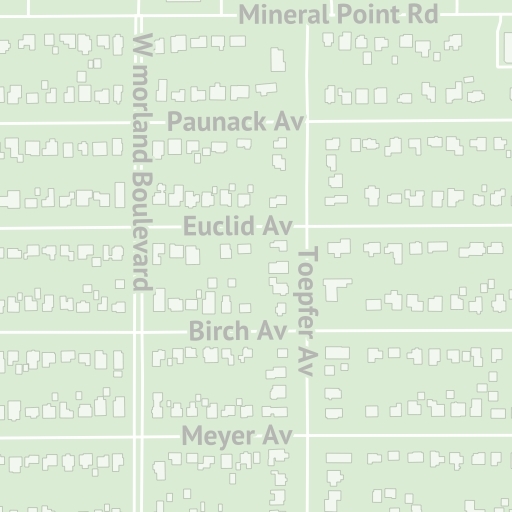 Mineral Point Rd
W morland Boulevard
Paunack Av
Euclid Av
Toepfer Av
Birch Av
Meyer Av